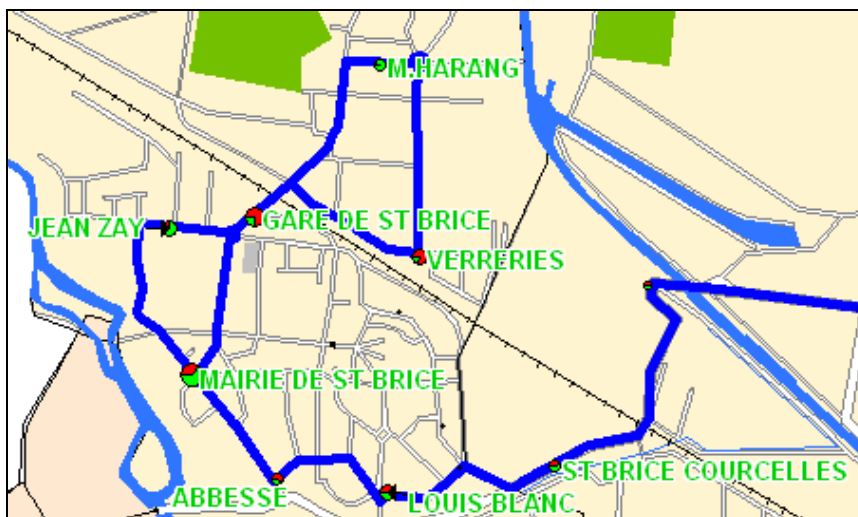 M.HARANG
JEAN ZAY
GARE DE ST BRICE
VERRERIES
MAIRIE DE ST BRICE
ST BRICE COURCELLES
ABBESSE
LOUIS BLANC